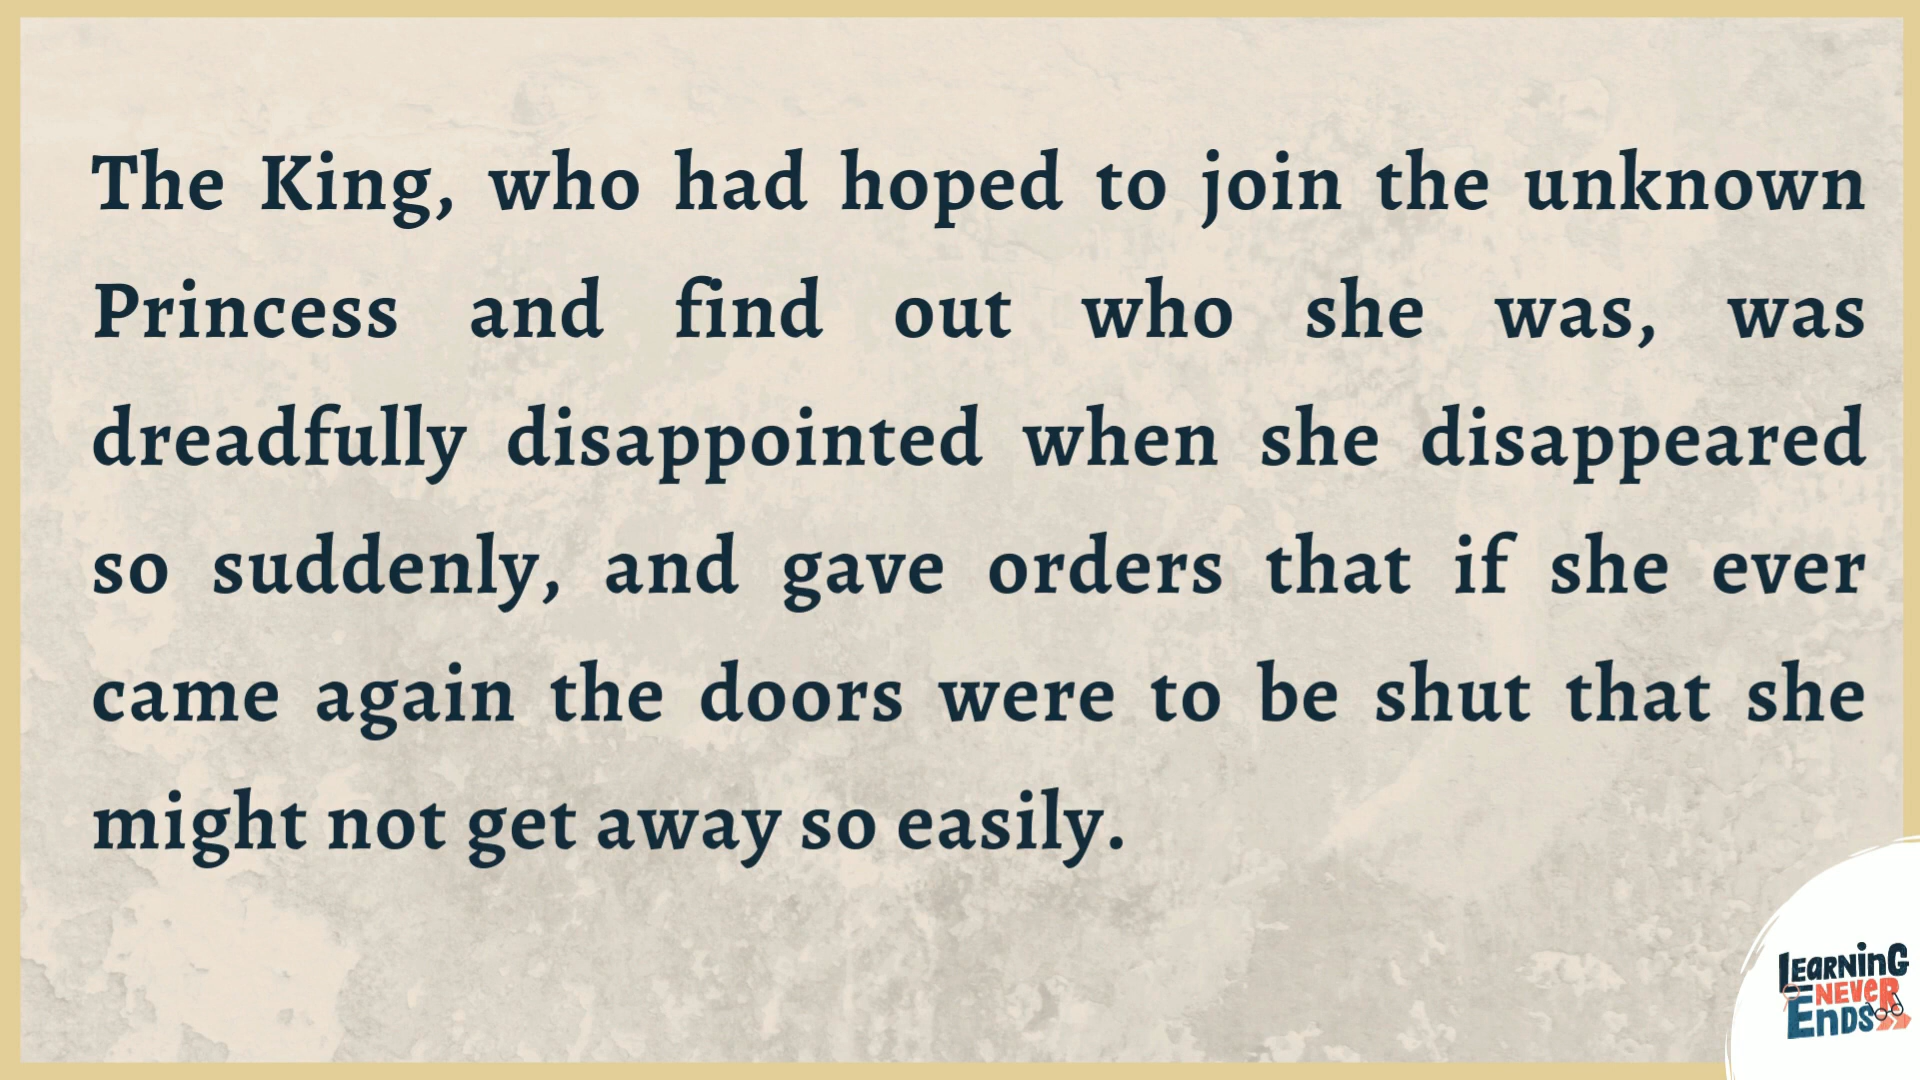 The King, who had hoped to join the unknown
Princess and find out who she was, was
dreadfully disappointed when she disappeared
so suddenly, and gave orders that if she ever
came again the doors were to be shut that she
might not get away so easily.
LEARNinG
NEVER
EnDS